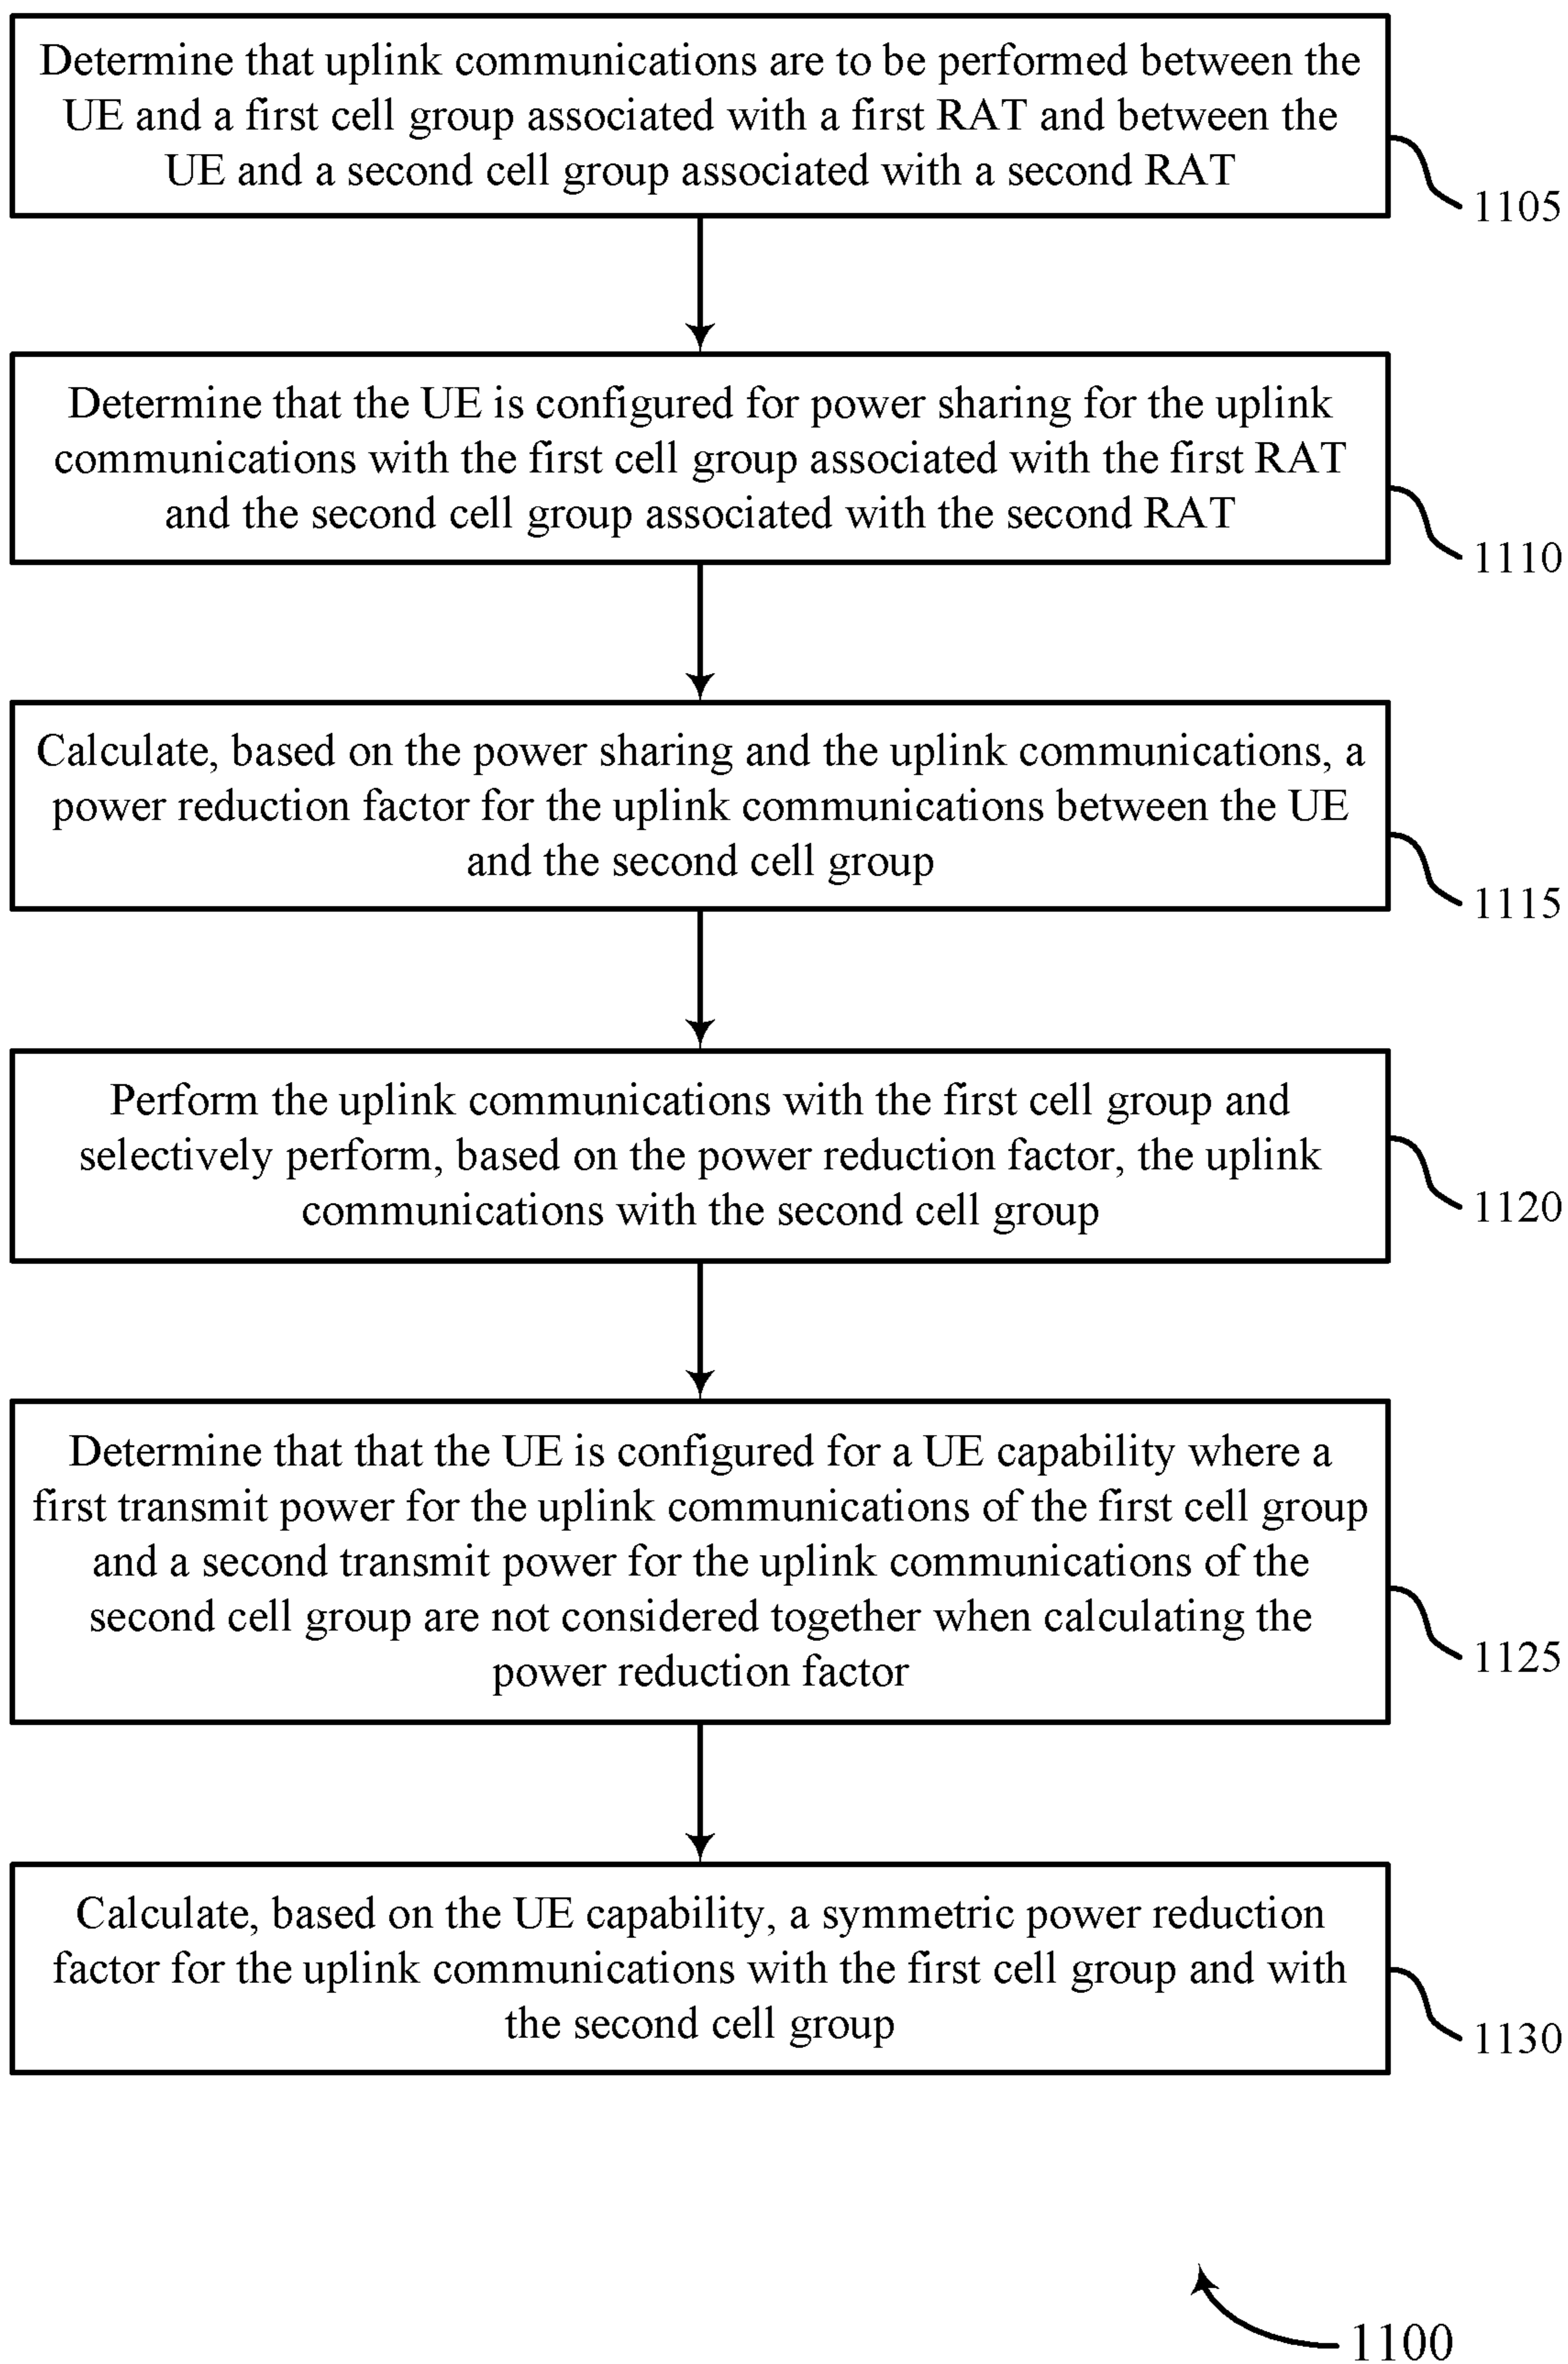 Determine that uplink communications are to be performed between the
UE and a first cell group associated with a first RAT and between the
UE and a second cell group associated with a second RAT
1105
Determine that the UE is configured for power sharing for the uplink
communications with the first cell group associated with the first RAT
and the second cell group associated with the second RAT
1110
Calculate, based on the power sharing and the uplink communications, a
power reduction factor for the uplink communications between the UE
and the second cell group
1115
Perform the uplink communications with the first cell group and
selectively perform, based on the power reduction factor, the uplink
communications with the second cell group
1120
Determine that that the UE is configured for a UE capability where a
first transmit power for the uplink communications of the first cell group
and a second transmit power for the uplink communications of the
second cell group are not considered together when calculating the
power reduction factor
1125
Calculate, based on the UE capability, a symmetric power reduction
factor for the uplink communications with the first cell group and with
the second cell group
1130
1100